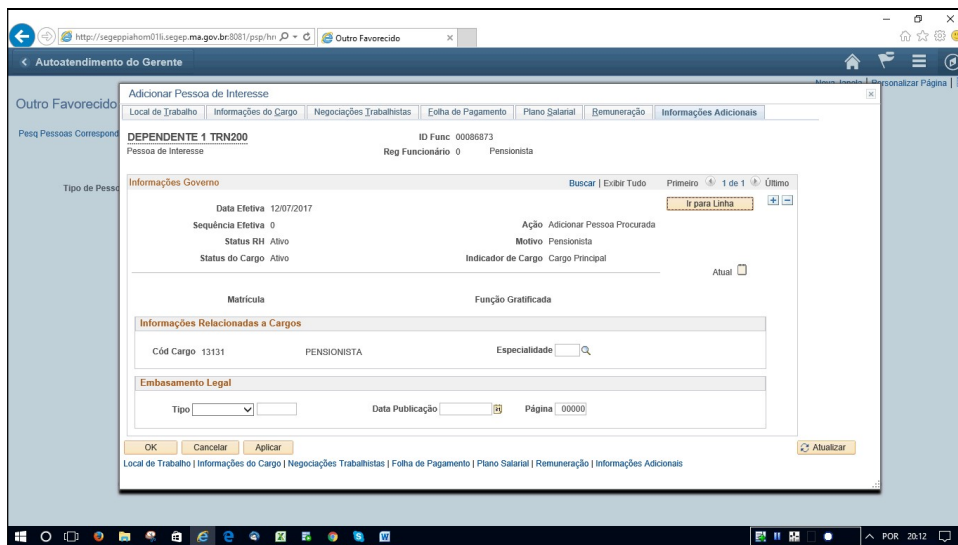 http://segeppiahom01li.segep.ma.gov.br:8081/psp/hn
Outro Favorecido
Autoatendimento do Gerente
Nova Janela | Personalizar Página |
Outro Favorecido
Pesq Pessoas Correspond
Tipo de Pesso
Adicionar Pessoa de Interesse
Local de Trabalho Informações do Cargo Negociações Trabalhistas Folha de Pagamento Plano Salarial Remuneração Informações Adicionais
DEPENDENTE 1 TRN200 ID Func 00086873
Pessoa de Interesse Reg Funcionário 0 Pensionista
Informações Governo Buscar | Exibir Tudo Primeiro 1 de 1 Último
Data Efetiva 12/07/2017 Ir para Linha
Sequência Efetiva 0 Ação Adicionar Pessoa Procurada
Status RH Ativo Motivo Pensionista
Status do Cargo Ativo Indicador de Cargo Cargo Principal
Atual
Matrícula Função Gratificada
Informações Relacionadas a Cargos
Cód Cargo 13131 PENSIONISTA Especialidade
Embasamento Legal
Tipo Data Publicação Página 00000
OK Cancelar Aplicar Atualizar
Local de Trabalho | Informações do Cargo | Negociações Trabalhistas | Folha de Pagamento | Plano Salarial | Remuneração | Informações Adicionais
POR 20:12